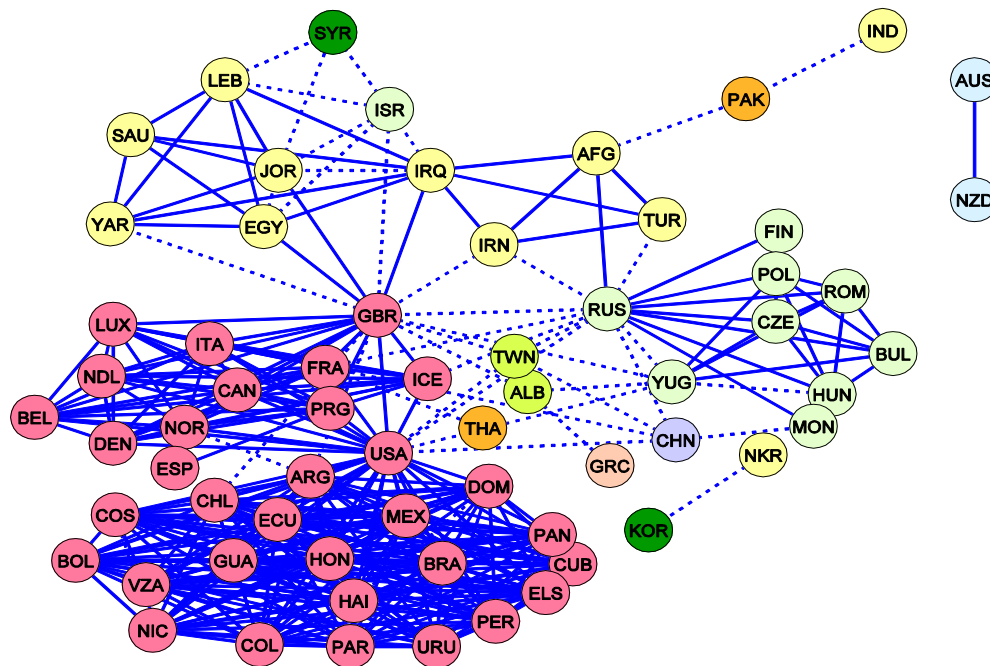 SYR
IND
LEB
AUS
PAK
ISR
SAU
AFG
JOR
IRQ
NZD
YAR
EGY
TUR
IRN
FIN
POL
ROM
RUS
GBR
CZE
LUX
ITA
BUL
TWN
FRA
NDL
ICE
YUG
CAN
ALB
HUN
PRG
BEL
NOR
THA
MON
DEN
CHN
USA
NKR
ESP
GRC
ARG
DOM
CHL
COS
ECU
MEX
KOR
PAN
BOL
GUA
HON
BRA
CUB
VZA
ELS
HAI
PER
NIC
COL
PAR
URU